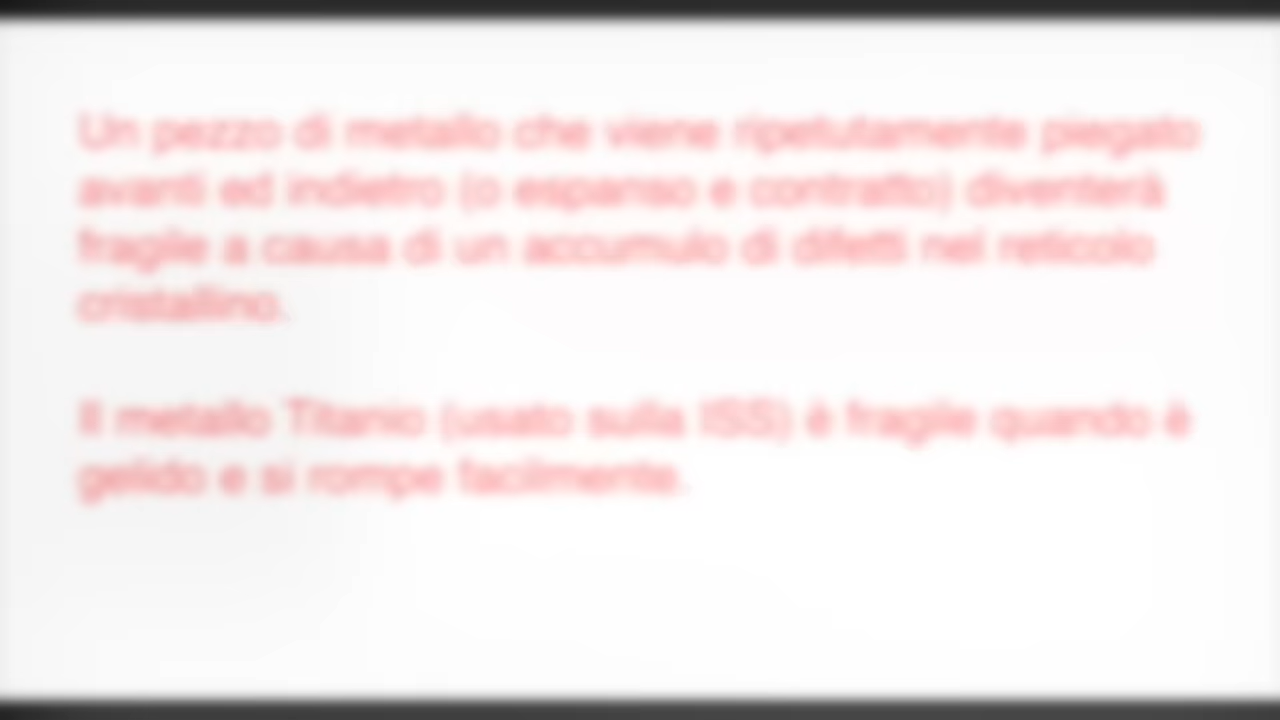 Un pezzo di metallo che viene ripetutamente piegato
avanti ed indietro (o espanso e contratto) diventerà
fragile a causa di un accumulo di difetti nel reticolo
cristallino.
Il metallo Titanio (usato sulla ISS) è fragile quando è
gelido e si rompe facilmente.